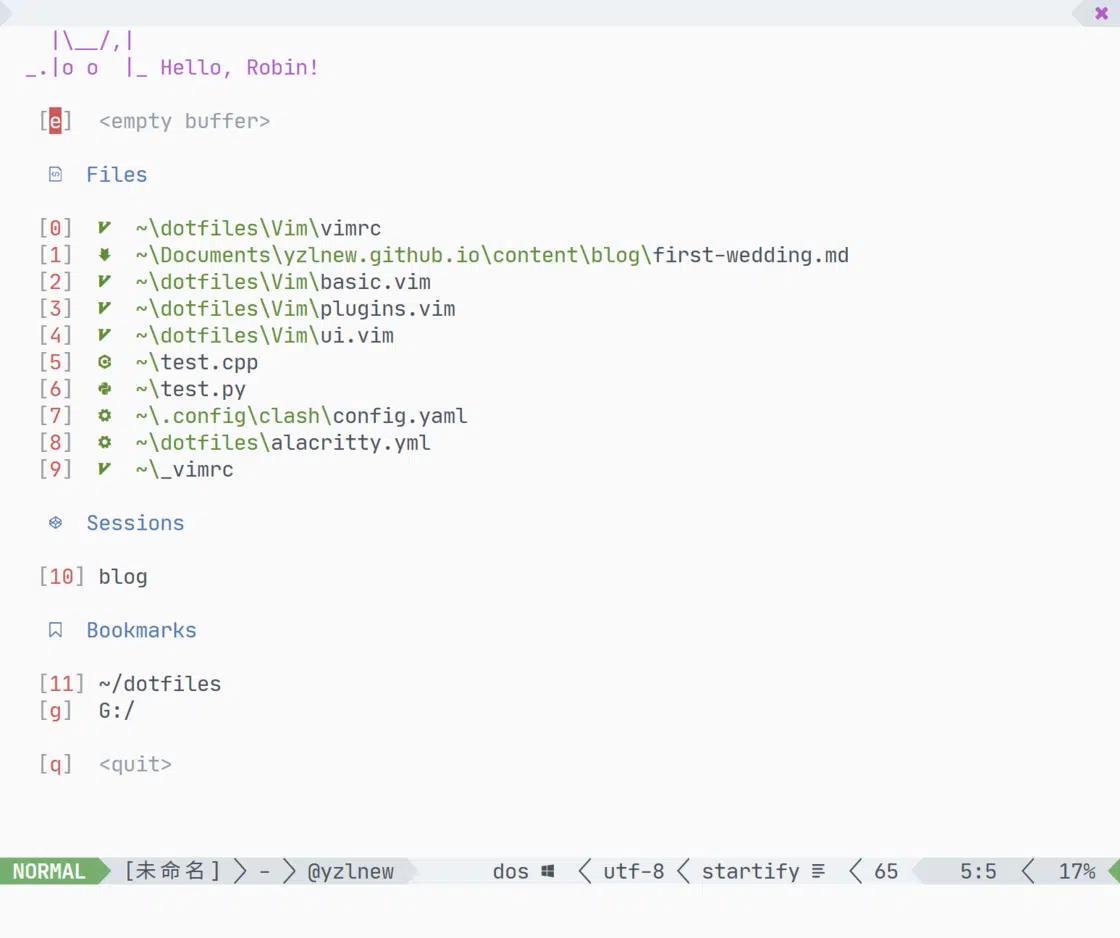 |\__/,|
_.|o o  |_ Hello, Robin!
[e] <empty buffer>
Files
[0] ~\dotfiles\Vim\vimrc
[1] ~\Documents\yzlnew.github.io\content\blog\first-wedding.md
[2] ~\dotfiles\Vim\basic.vim
[3] ~\dotfiles\Vim\plugins.vim
[4] ~\dotfiles\Vim\ui.vim
[5] ~\test.cpp
[6] ~\test.py
[7] ~\.config\clash\config.yaml
[8] ~\dotfiles\alacritty.yml
[9] ~\_vimrc
Sessions
[10] blog
Bookmarks
[11] ~/dotfiles
[g] G:/
[q] <quit>
NORMAL [未命名] - @yzlnew dos utf-8 startify 65 5:5 17%